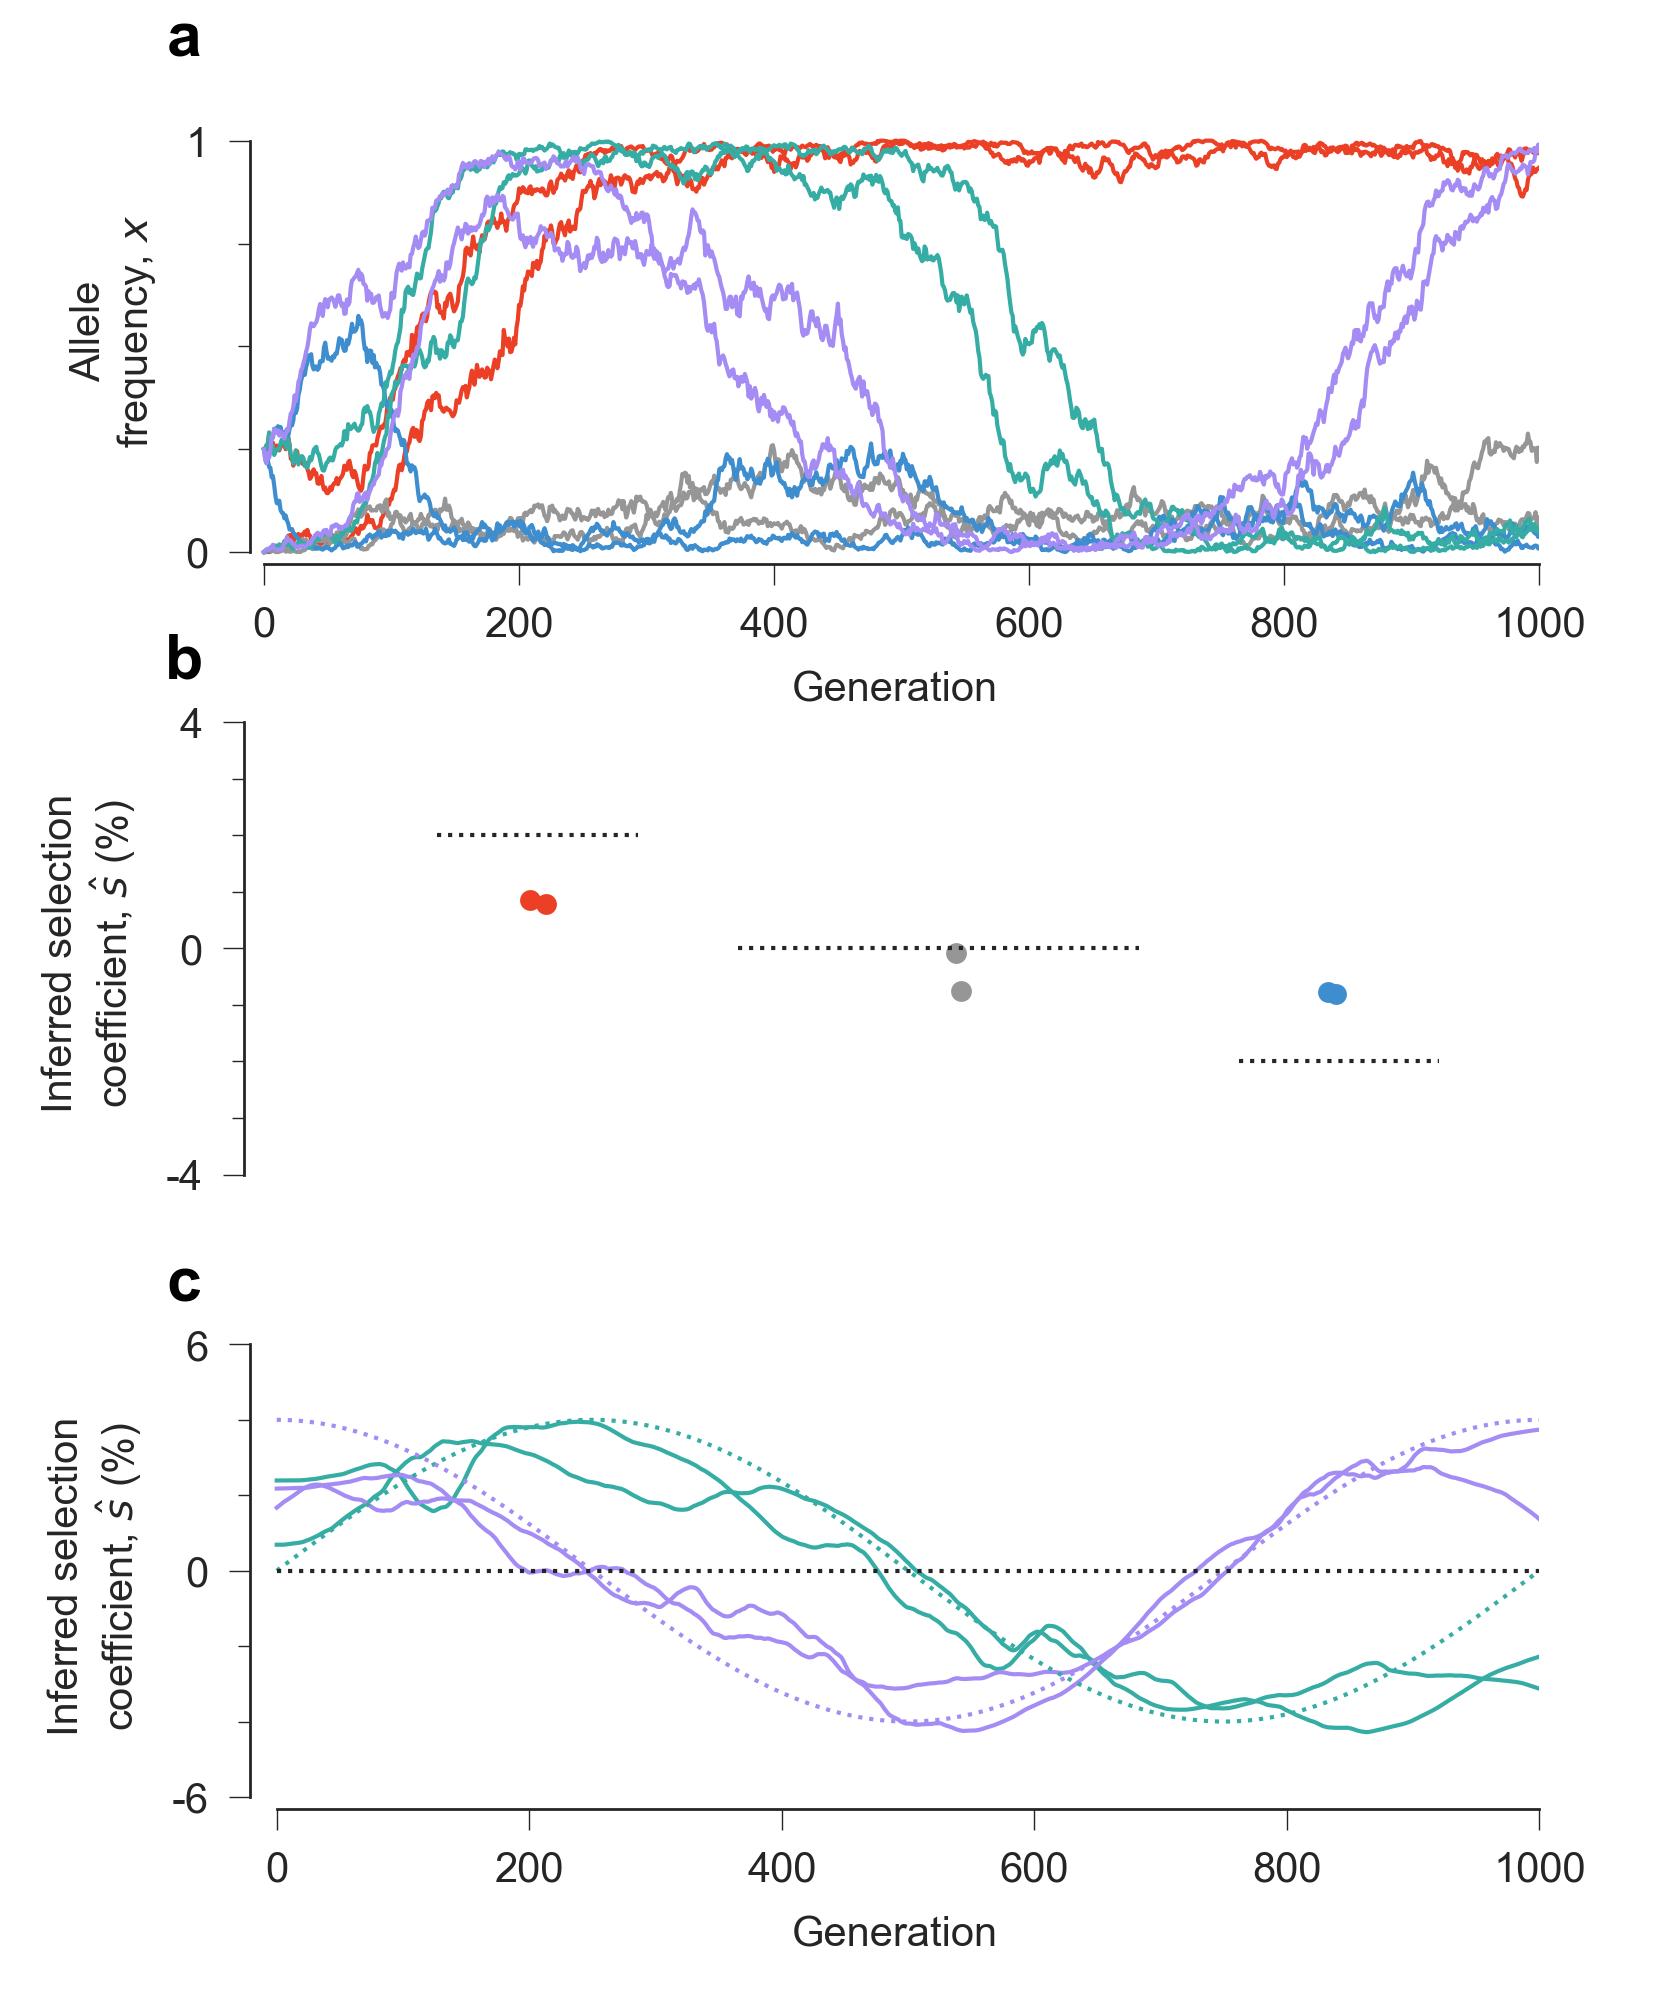 a
Allele
frequency, x
1
0
0 200 400 600 800 1000
Generation
b
Inferred selection
coefficient, ŝ (%)
4
0
-4
c
Inferred selection
coefficient, ŝ (%)
6
0
-6
0 200 400 600 800 1000
Generation